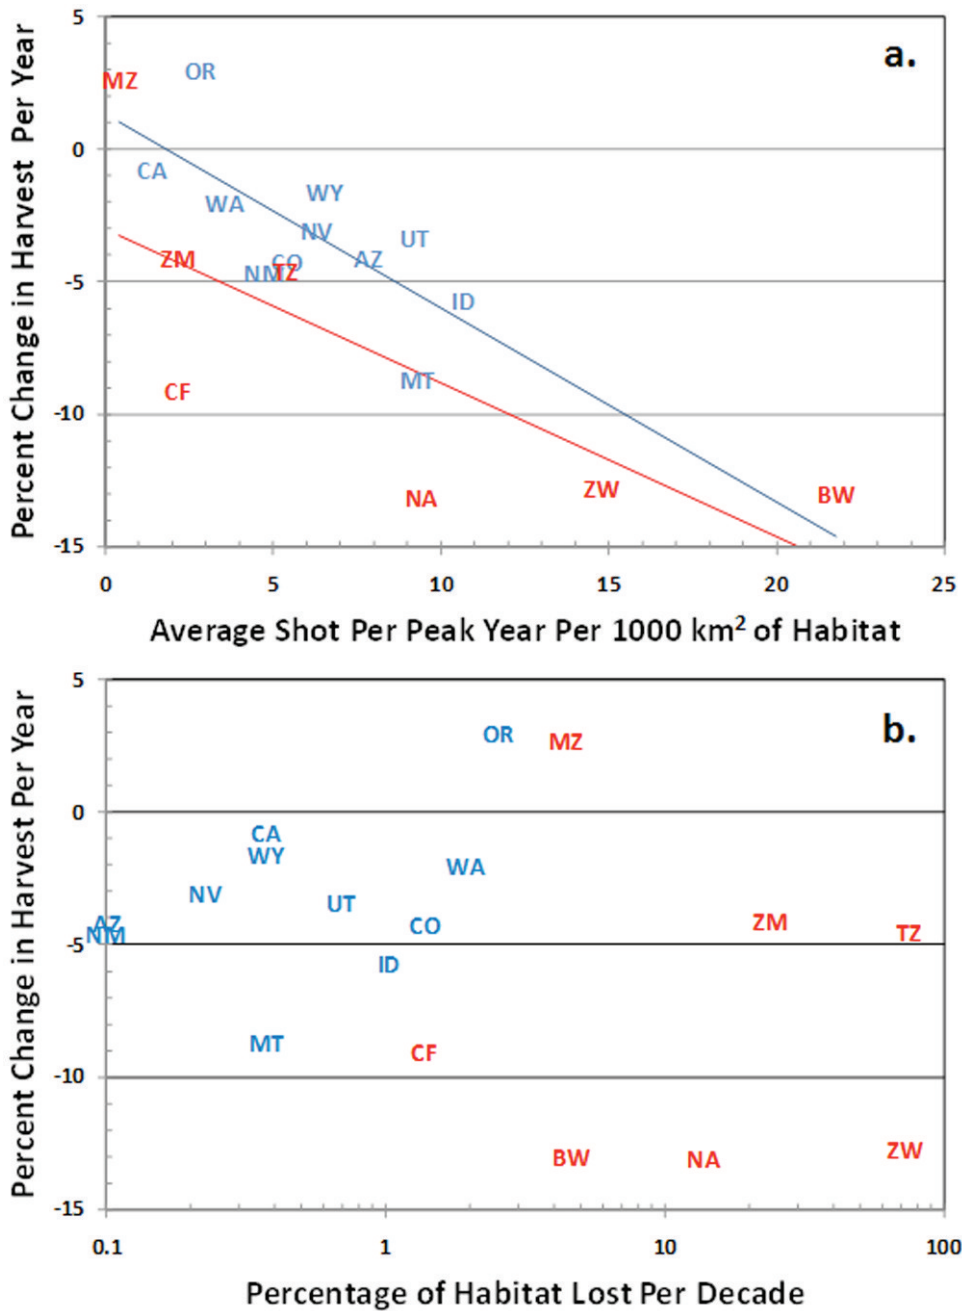 a.
Percent Change in Harvest Per Year
5
MZ OR
0
CA
WY
WA
NV UT
ZM CO AZ
NM TZ
-5
ID
MT
CF
-10
ZW BW
NA
-15
0 5 10 15 20 25
Average Shot Per Peak Year Per 1000 km² of Habitat
b.
Percent Change in Harvest Per Year
5
OR MZ
0
CA
WY
WA
NV
UT
AZ CO ZM
NM TZ
-5
ID
MT CF
-10
BW NA ZW
-15
0.1 1 10 100
Percentage of Habitat Lost Per Decade